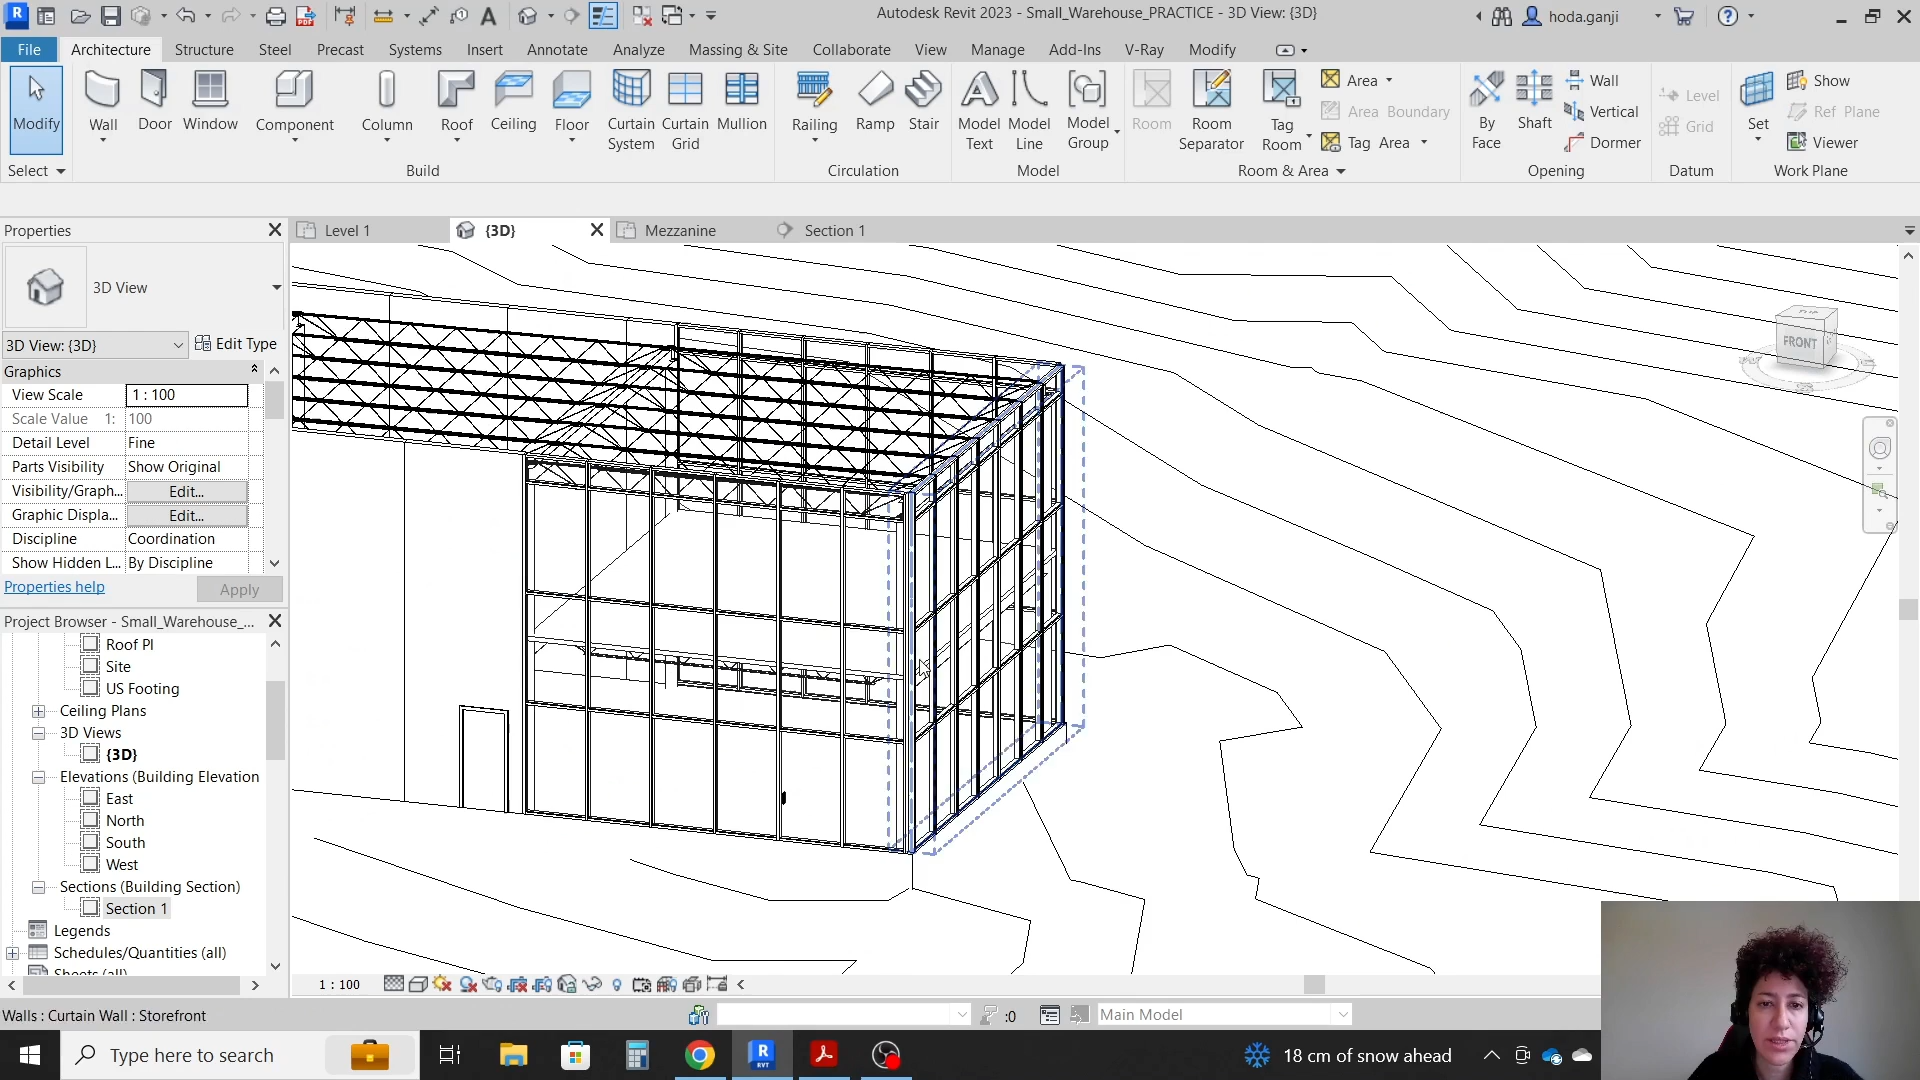 Autodesk Revit 2023 - Small_Warehouse_PRACTICE - 3D View: {3D}
hoda.ganji
File
Architecture
Structure
Steel
Precast
Systems
Insert
Annotate
Analyze
Massing & Site
Collaborate
View
Manage
Add-Ins
V-Ray
Modify
Modify
Wall
Door
Window
Component
Column
Roof
Ceiling
Floor
Curtain System
Curtain Grid
Mullion
Railing
Ramp
Stair
Model Text
Model Line
Model Group
Room
Room Separator
Tag Room
Area
Area Boundary
Tag Area
By Face
Shaft
Wall
Vertical
Dormer
Level
Grid
Set
Show
Ref Plane
Viewer
Select
Build
Circulation
Model
Room & Area
Opening
Datum
Work Plane
Properties
Level 1
{3D}
Mezzanine
Section 1
3D View
3D View: {3D}
Edit Type
Graphics
View Scale 1 : 100
Scale Value 1: 100
Detail Level Fine
Parts Visibility Show Original
Visibility/Graph... Edit...
Graphic Displa... Edit...
Discipline Coordination
Show Hidden L... By Discipline
Properties help
Apply
Project Browser - Small_Warehouse_...
Roof Pl
Site
US Footing
Ceiling Plans
3D Views
{3D}
Elevations (Building Elevation
East
North
South
West
Sections (Building Section)
Section 1
Legends
Schedules/Quantities (all)
Sheets (all)
FRONT
1 : 100
Walls : Curtain Wall : Storefront
:0
Main Model
Type here to search
18 cm of snow ahead